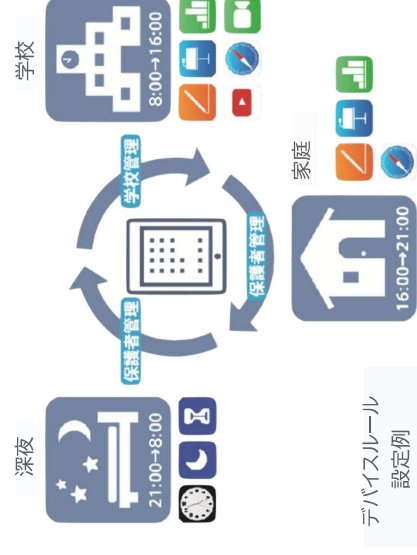 学校
8:00→16:00
学校管理
家庭
16:00→21:00
保護者管理
深夜
21:00→8:00
保護者管理
デバイスルール
設定例